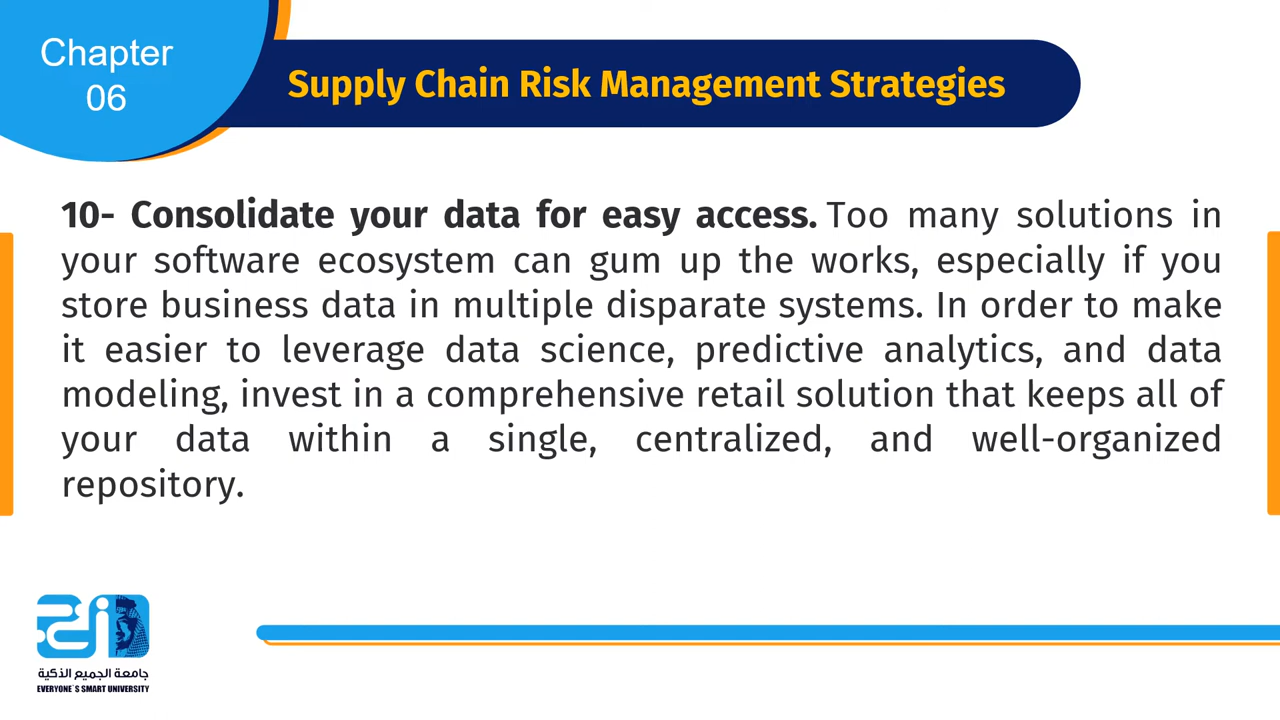 Chapter
06
Supply Chain Risk Management Strategies
10- Consolidate your data for easy access. Too many solutions in
your software ecosystem can gum up the works, especially if you
store business data in multiple disparate systems. In order to make
it easier to leverage data science, predictive analytics, and data
modeling, invest in a comprehensive retail solution that keeps all of
your data within a single, centralized, and well-organized
repository.
جامعة الجميع الذكية
EVERYONE`S SMART UNIVERSITY